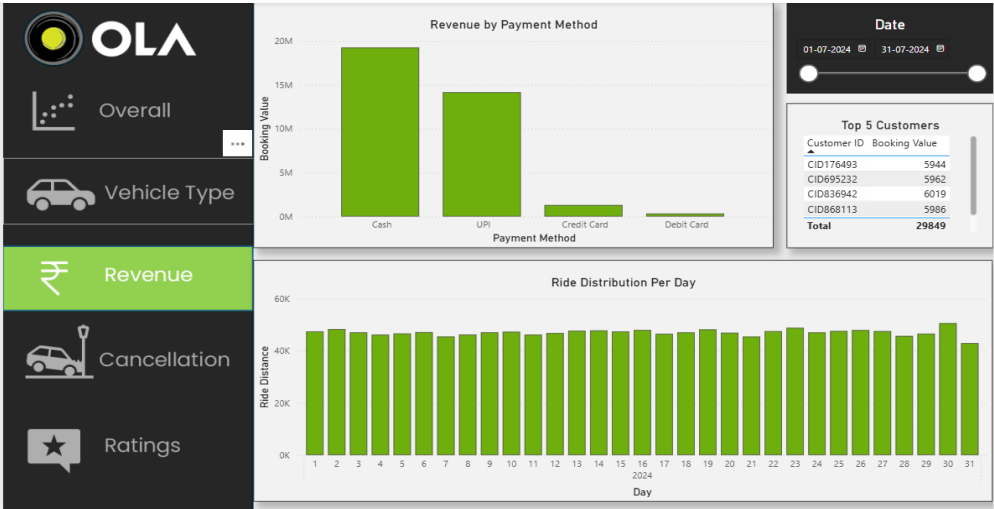 OLA
Overall
...
Vehicle Type
₹ Revenue
Cancellation
Ratings
Revenue by Payment Method
Booking Value
20M
15M
10M
5M
0M
Cash UPI Credit Card Debit Card
Payment Method
Date
01-07-2024 31-07-2024
Top 5 Customers
Customer ID Booking Value
CID176493 5944
CID695232 5962
CID836942 6019
CID868113 5986
Total 29849
Ride Distribution Per Day
Ride Distance
60K
40K
20K
0K
1 2 3 4 5 6 7 8 9 10 11 12 13 14 15 16 17 18 19 20 21 22 23 24 25 26 27 28 29 30 31
2024
Day